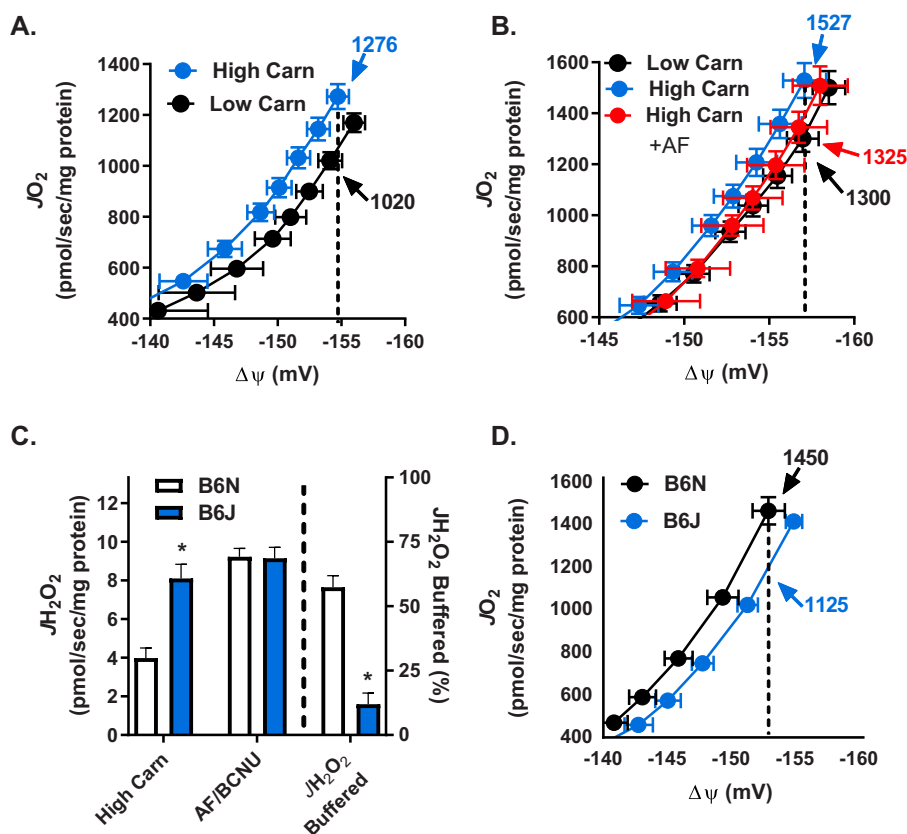 A.
1276
High Carn
Low Carn
1400
1200
1000
800
600
400
1020
-140
-145
-150
-155
-160
JO₂
(pmol/sec/mg protein)
Δψ (mV)
B.
1527
Low Carn
High Carn
High Carn
+AF
1600
1400
1200
1000
800
600
1325
1300
-145
-150
-155
-160
JO₂
(pmol/sec/mg protein)
Δψ (mV)
C.
B6N
B6J
12
10
8
6
4
2
0
100
75
50
25
0
*
*
JH₂O₂
(pmol/sec/mg protein)
JH₂O₂ Buffered (%)
High Carn
AF/BCNU
JH₂O₂
Buffered
D.
1450
B6N
B6J
1600
1400
1200
1000
800
600
400
1125
-140
-145
-150
-155
-160
JO₂
(pmol/sec/mg protein)
Δψ (mV)